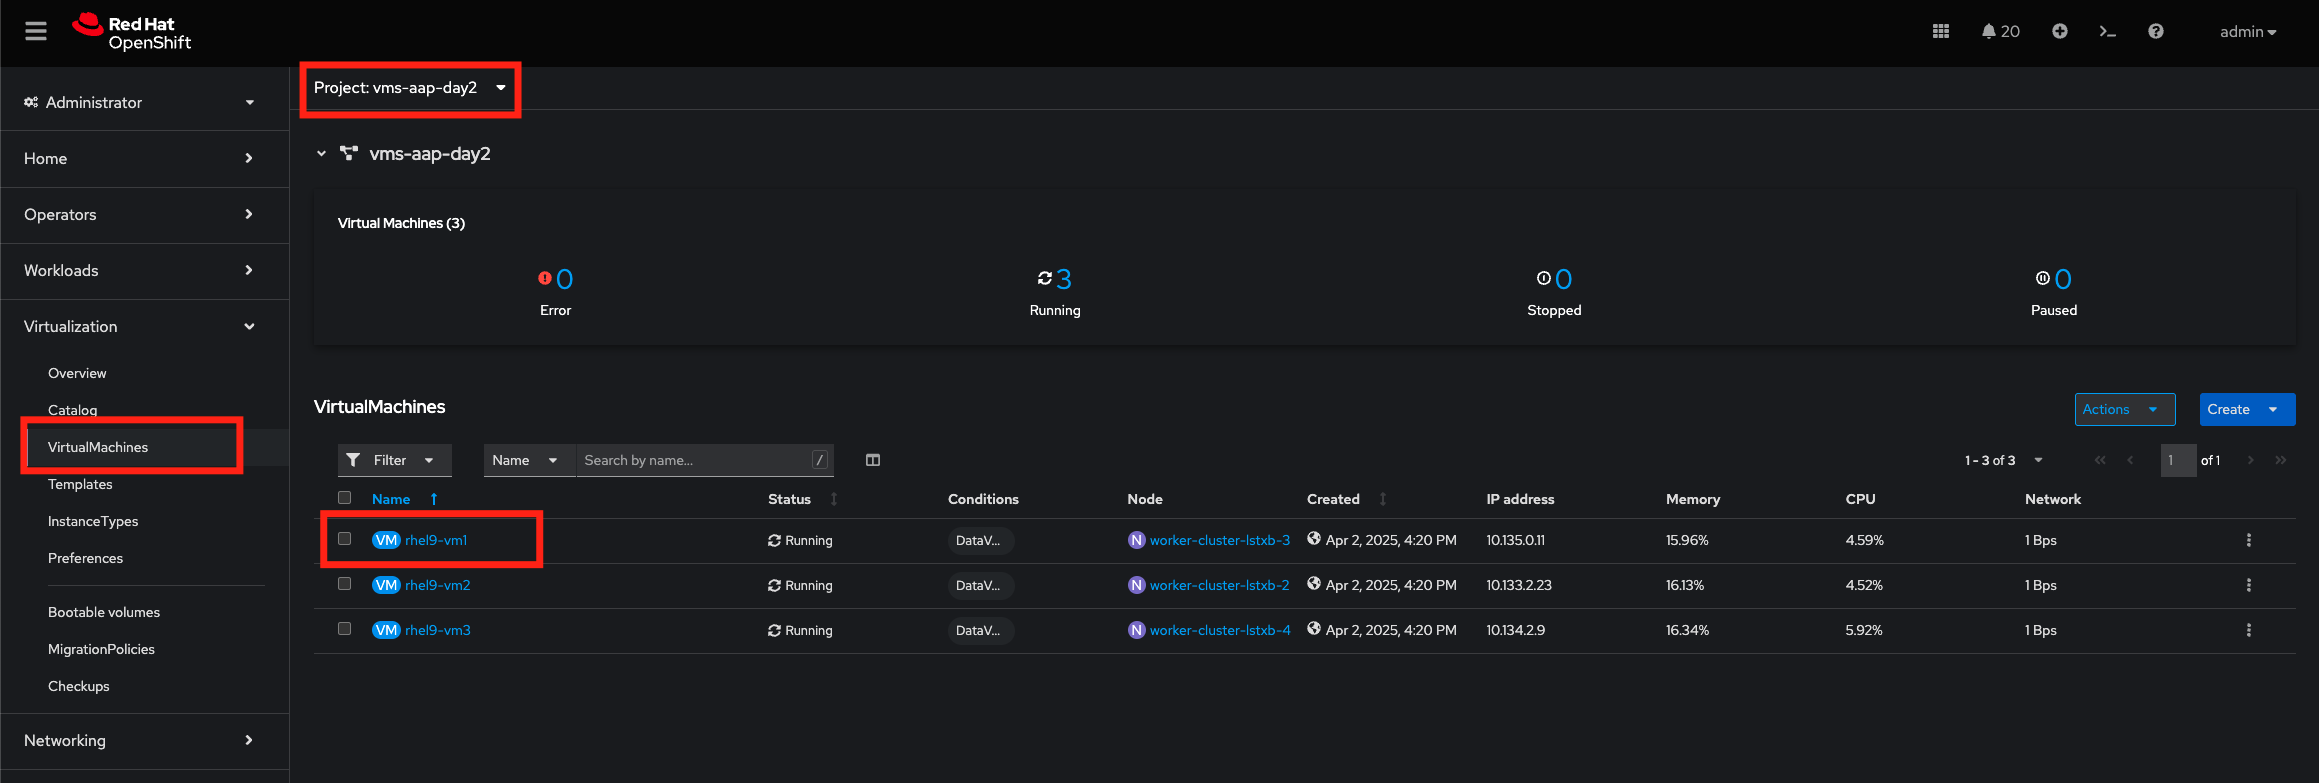 Red Hat
OpenShift
20
admin
Administrator
Home
Operators
Workloads
Virtualization
Overview
Catalog
VirtualMachines
Templates
InstanceTypes
Preferences
Bootable volumes
MigrationPolicies
Checkups
Networking
Project: vms-aap-day2
vms-aap-day2
Virtual Machines (3)
0 3 0 0
Error Running Stopped Paused
VirtualMachines
Actions Create
Filter Name Search by name... / 1 - 3 of 3 1 of 1
Name Status Conditions Node Created IP address Memory CPU Network
VM rhel9-vm1 Running DataV... N worker-cluster-lstxb-3 Apr 2, 2025, 4:20 PM 10.135.0.11 15.96% 4.59% 1 Bps
VM rhel9-vm2 Running DataV... N worker-cluster-lstxb-2 Apr 2, 2025, 4:20 PM 10.133.2.23 16.13% 4.52% 1 Bps
VM rhel9-vm3 Running DataV... N worker-cluster-lstxb-4 Apr 2, 2025, 4:20 PM 10.134.2.9 16.34% 5.92% 1 Bps